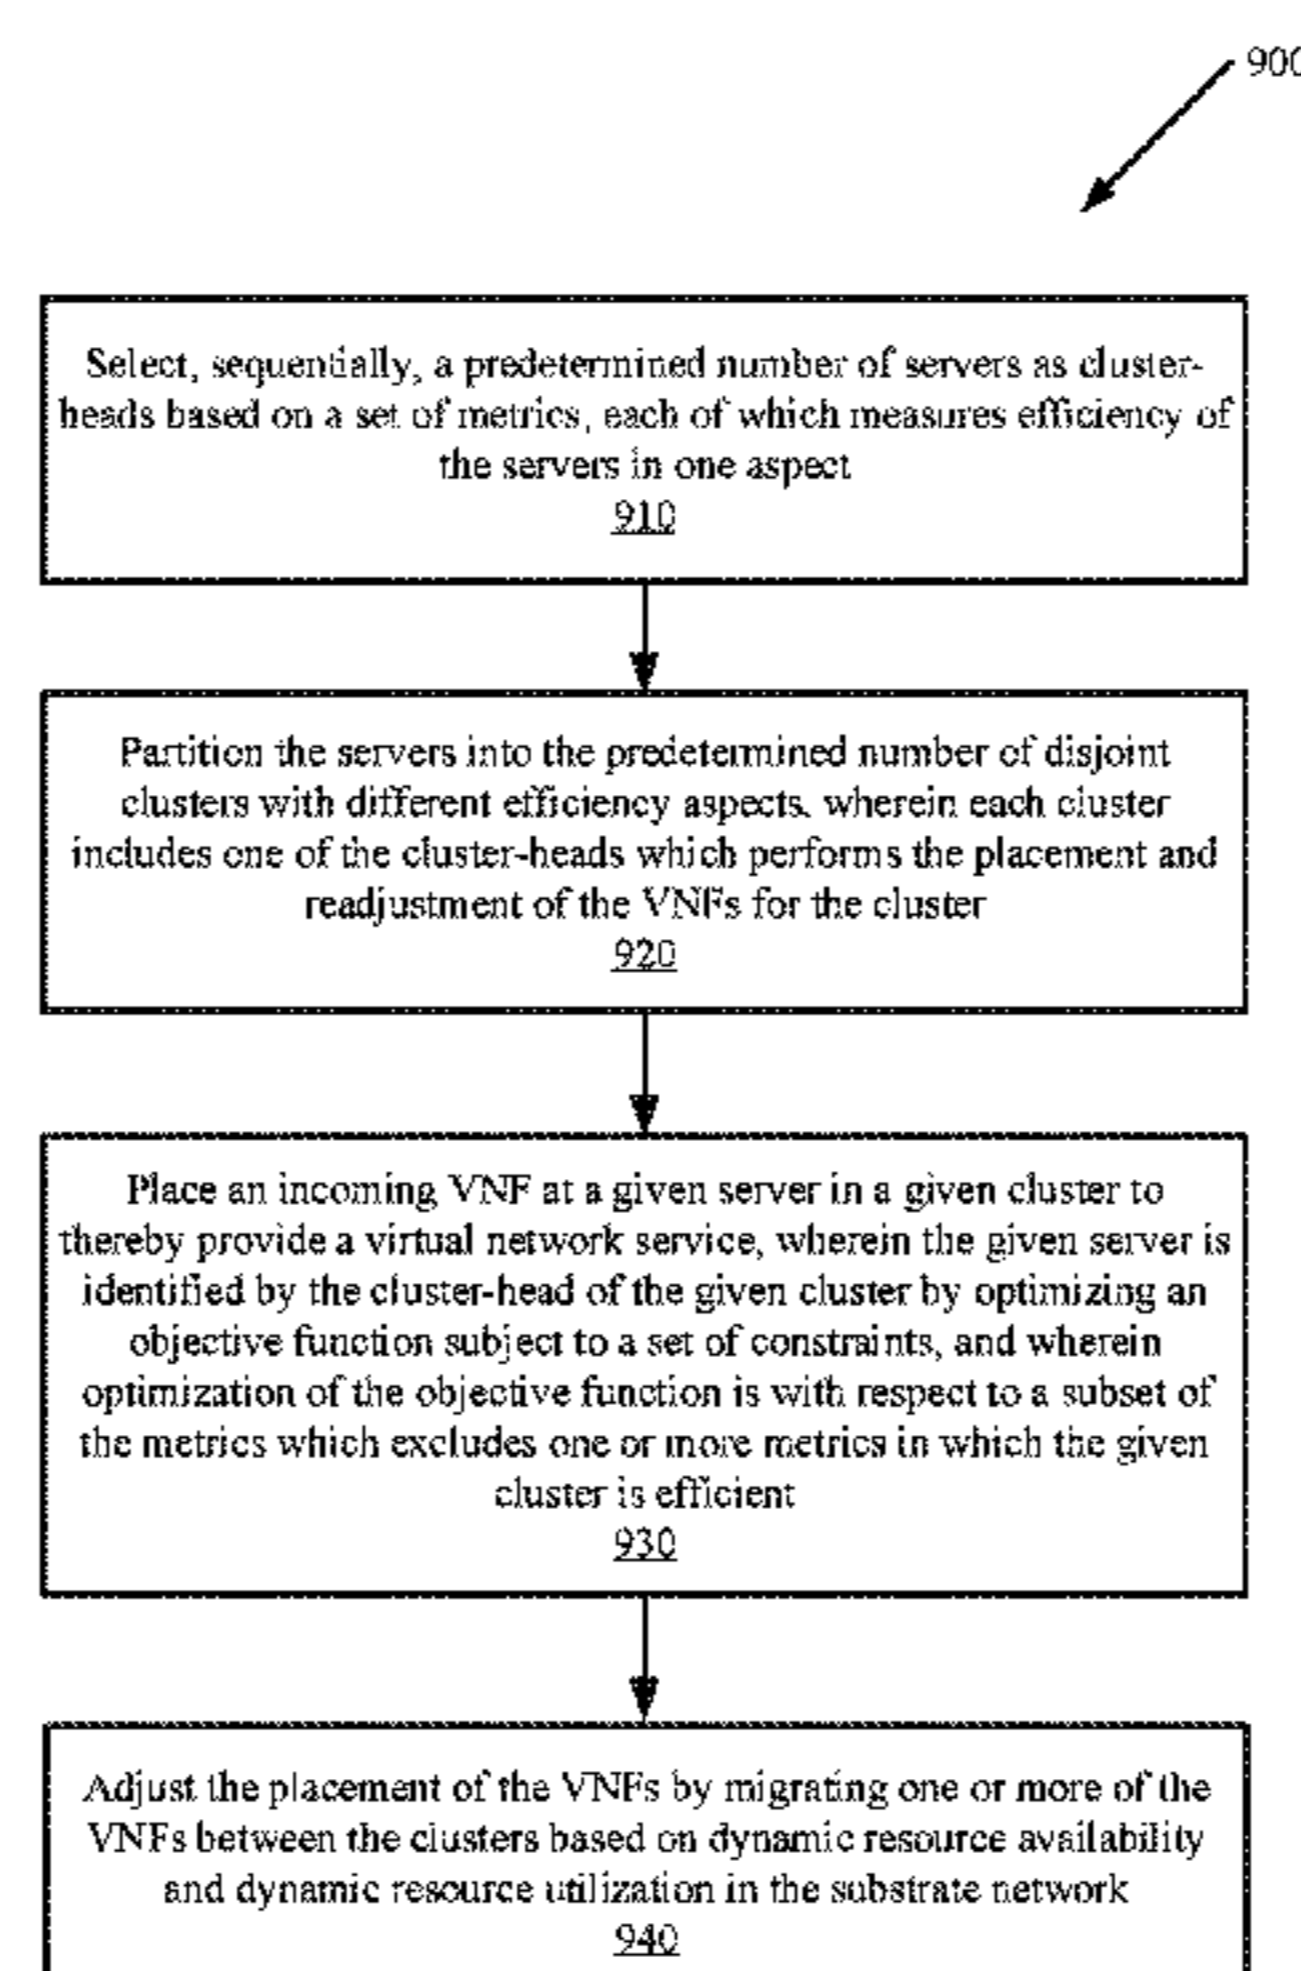 900
Select, sequentially, a predetermined number of servers as cluster-
heads based on a set of metrics, each of which measures efficiency of
the servers in one aspect
910
Partition the servers into the predetermined number of disjoint
clusters with different efficiency aspects, wherein each cluster
includes one of the cluster-heads which performs the placement and
readjustment of the VNFs for the cluster
920
Place an incoming VNF at a given server in a given cluster to
thereby provide a virtual network service, wherein the given server is
identified by the cluster-head of the given cluster by optimizing an
objective function subject to a set of constraints, and wherein
optimization of the objective function is with respect to a subset of
the metrics which excludes one or more metrics in which the given
cluster is efficient
930
Adjust the placement of the VNFs by migrating one or more of the
VNFs between the clusters based on dynamic resource availability
and dynamic resource utilization in the substrate network
940